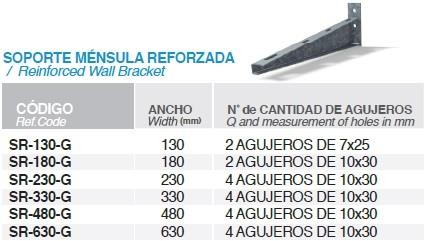 SOPORTE MÉNSULA REFORZADA
/ Reinforced Wall Bracket
CÓDIGO ANCHO N° de CANTIDAD DE AGUJEROS
Ref.Code Width (mm) Q and measurement of holes in mm
SR-130-G 130 2 AGUJEROS DE 7x25
SR-180-G 180 2 AGUJEROS DE 10x30
SR-230-G 230 4 AGUJEROS DE 10x30
SR-330-G 330 4 AGUJEROS DE 10x30
SR-480-G 480 4 AGUJEROS DE 10x30
SR-630-G 630 4 AGUJEROS DE 10x30